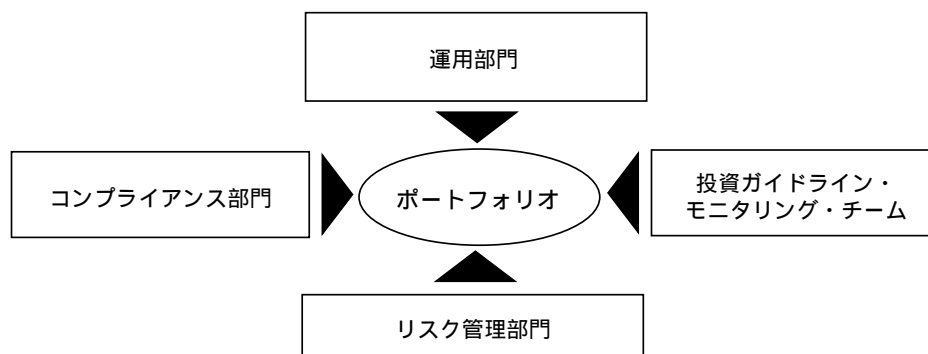 運用部門
コンプライアンス部門
ポートフォリオ
投資ガイドライン・
モニタリング・チーム
リスク管理部門